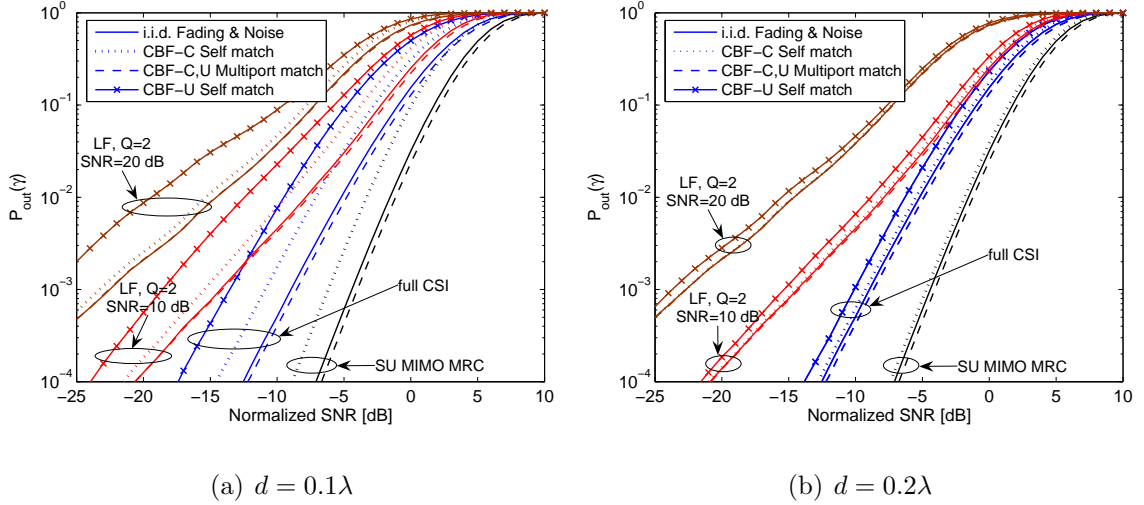 P_out(γ)
10^0
10^−1
10^−2
10^−3
10^−4
i.i.d. Fading & Noise
CBF−C Self match
CBF−C,U Multiport match
CBF−U Self match
LF, Q=2
SNR=20 dB
LF, Q=2
SNR=10 dB
full CSI
SU MIMO MRC
−25 −20 −15 −10 −5 0 5 10
Normalized SNR [dB]
(a) d = 0.1λ
P_out(γ)
10^0
10^−1
10^−2
10^−3
10^−4
i.i.d. Fading & Noise
CBF−C Self match
CBF−C,U Multiport match
CBF−U Self match
LF, Q=2
SNR=20 dB
full CSI
LF, Q=2
SNR=10 dB
SU MIMO MRC
−25 −20 −15 −10 −5 0 5 10
Normalized SNR [dB]
(b) d = 0.2λ